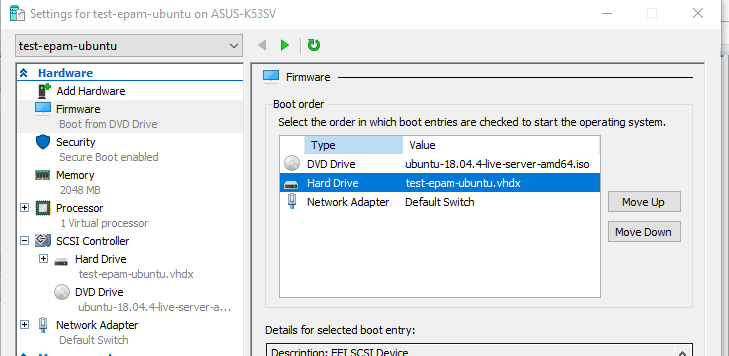 Settings for test-epam-ubuntu on ASUS-K53SV
test-epam-ubuntu
Hardware
Add Hardware
Firmware
Boot from DVD Drive
Security
Secure Boot enabled
Memory
2048 MB
Processor
1 Virtual processor
SCSI Controller
Hard Drive
test-epam-ubuntu.vhdx
DVD Drive
ubuntu-18.04.4-live-server-a...
Network Adapter
Default Switch
Firmware
Boot order
Select the order in which boot entries are checked to start the operating system.
Type Value
DVD Drive ubuntu-18.04.4-live-server-amd64.iso
Hard Drive test-epam-ubuntu.vhdx
Network Adapter Default Switch
Move Up
Move Down
Details for selected boot entry:
Description: EFI SCSI Device